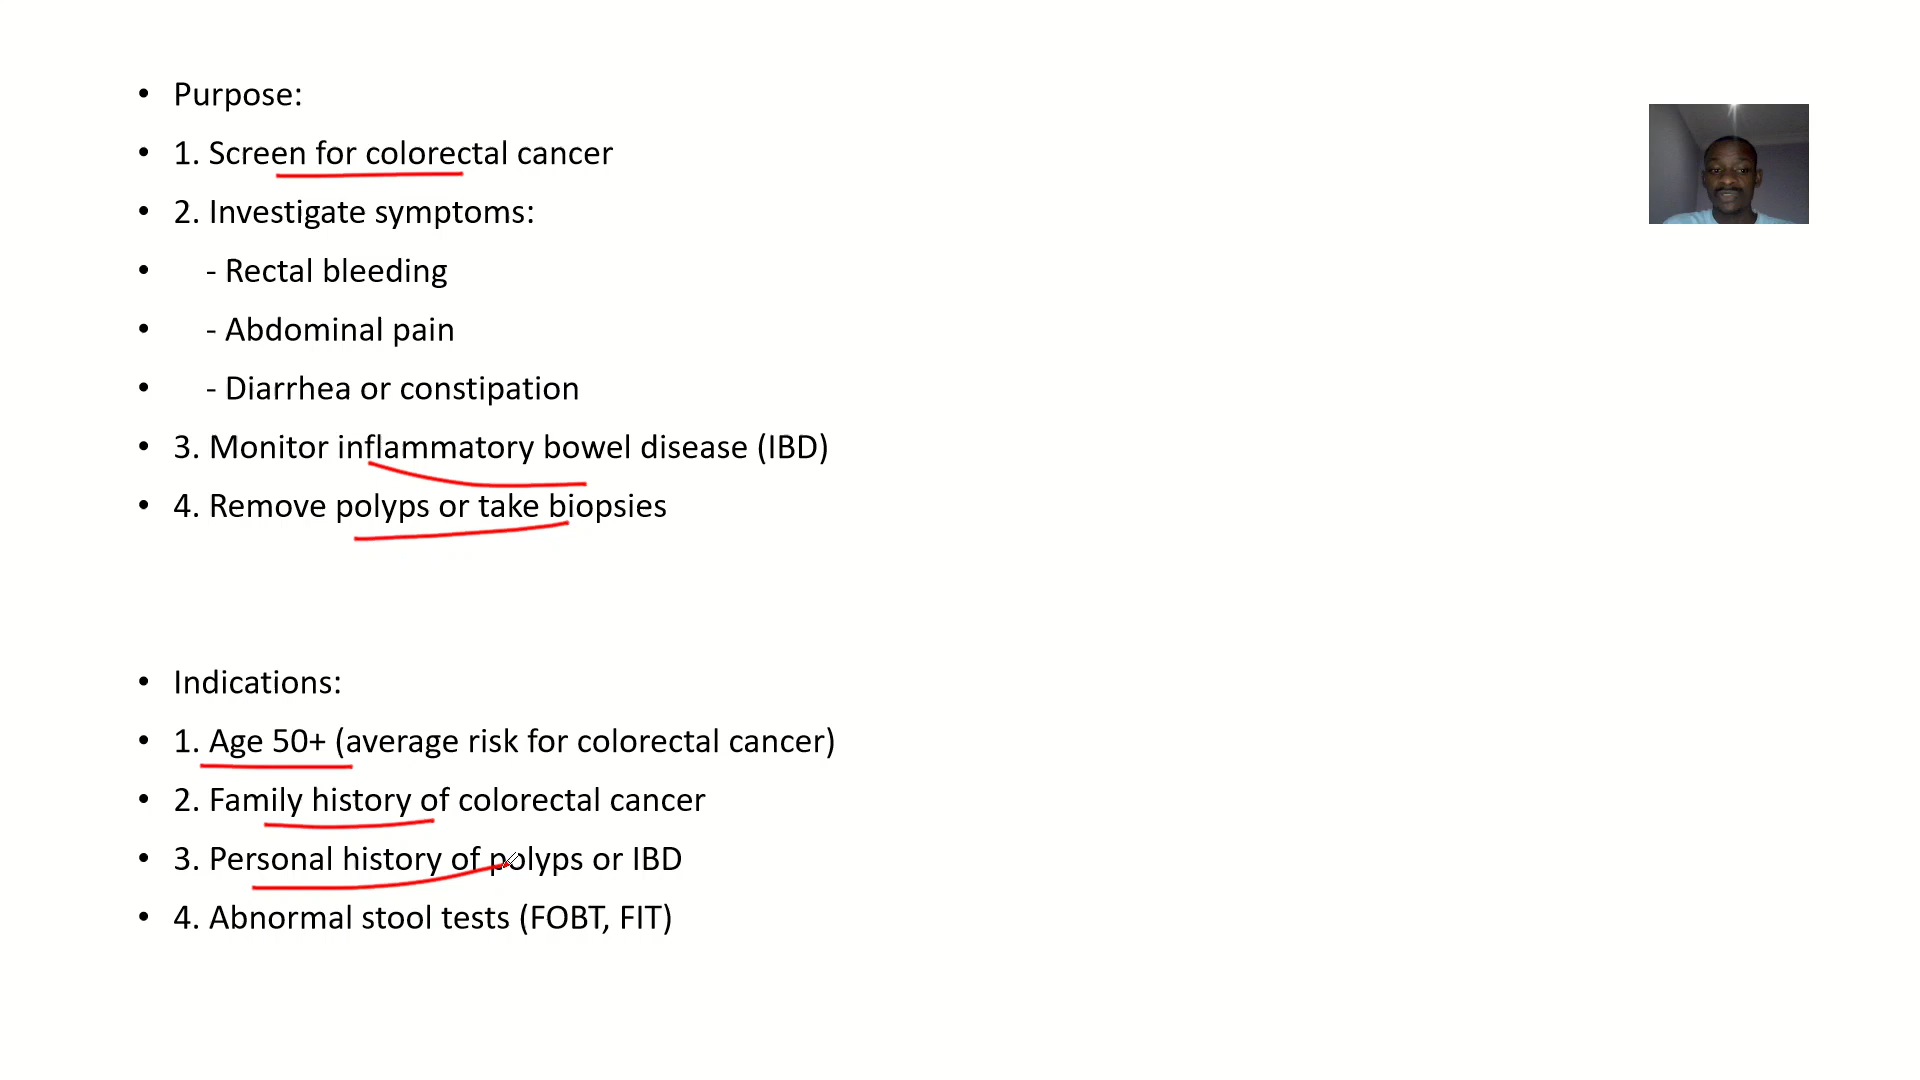 • Purpose:
• 1. Screen for colorectal cancer
• 2. Investigate symptoms:
• - Rectal bleeding
• - Abdominal pain
• - Diarrhea or constipation
• 3. Monitor inflammatory bowel disease (IBD)
• 4. Remove polyps or take biopsies
• Indications:
• 1. Age 50+ (average risk for colorectal cancer)
• 2. Family history of colorectal cancer
• 3. Personal history of polyps or IBD
• 4. Abnormal stool tests (FOBT, FIT)